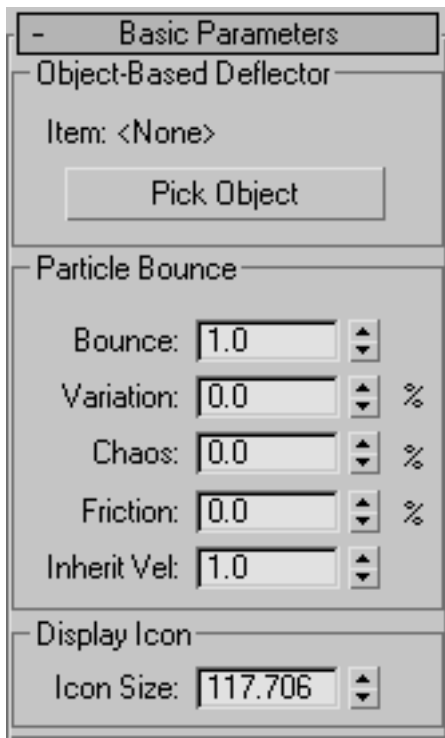 - Basic Parameters
Object-Based Deflector
Item: <None>
Pick Object
Particle Bounce
Bounce: 1.0
Variation: 0.0 %
Chaos: 0.0 %
Friction: 0.0 %
Inherit Vel: 1.0
Display Icon
Icon Size: 117.706